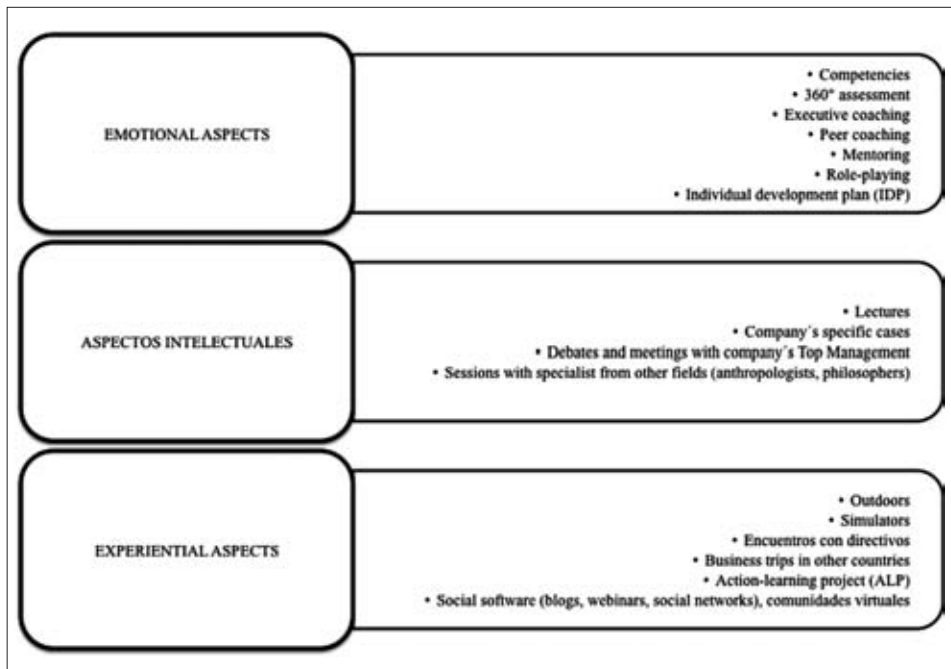 EMOTIONAL ASPECTS
• Competencies
• 360° assessment
• Executive coaching
• Peer coaching
• Mentoring
• Role-playing
• Individual development plan (IDP)
ASPECTOS INTELECTUALES
• Lectures
• Company´s specific cases
• Debates and meetings with company´s Top Management
• Sessions with specialist from other fields (anthropologists, philosophers)
EXPERIENTIAL ASPECTS
• Outdoors
• Simulators
• Encuentros con directivos
• Business trips in other countries
• Action-learning project (ALP)
• Social software (blogs, webinars, social networks), comunidades virtuales